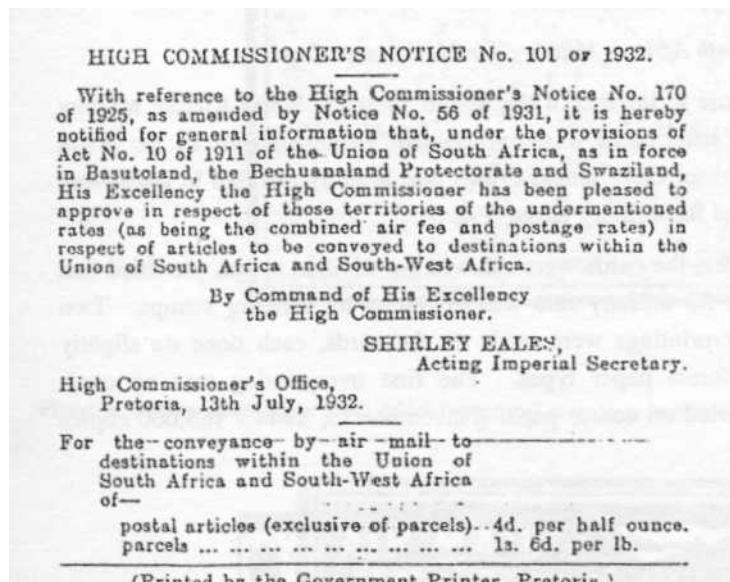 HIGH COMMISSIONER'S NOTICE No. 101 OF 1932.
With reference to the High Commissioner's Notice No. 170
of 1925, as amended by Notice No. 56 of 1931, it is hereby
notified for general information that, under the provisions of
Act No. 10 of 1911 of the Union of South Africa, as in force
in Basutoland, the Bechuanaland Protectorate and Swaziland,
His Excellency the High Commissioner has been pleased to
approve in respect of those territories of the undermentioned
rates (as being the combined air fee and postage rates) in
respect of articles to be conveyed to destinations within the
Union of South Africa and South-West Africa.
By Command of His Excellency
the High Commissioner.
SHIRLEY EALES,
Acting Imperial Secretary.
High Commissioner's Office,
Pretoria, 13th July, 1932.
For the conveyance by air mail to
destinations within the Union of
South Africa and South-West Africa
of—
postal articles (exclusive of parcels) .. 4d. per half ounce.
parcels ... ... ... ... ... ... ... ... 1s. 6d. per lb.
(Printed by the Government Printer, Pretoria.)